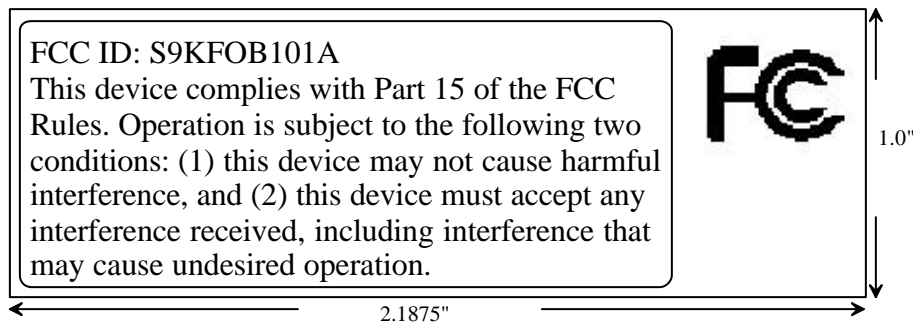 FCC ID: S9KFOB101A
This device complies with Part 15 of the FCC
Rules. Operation is subject to the following two
conditions: (1) this device may not cause harmful
interference, and (2) this device must accept any
interference received, including interference that
may cause undesired operation.
FCC
1.0"
2.1875"